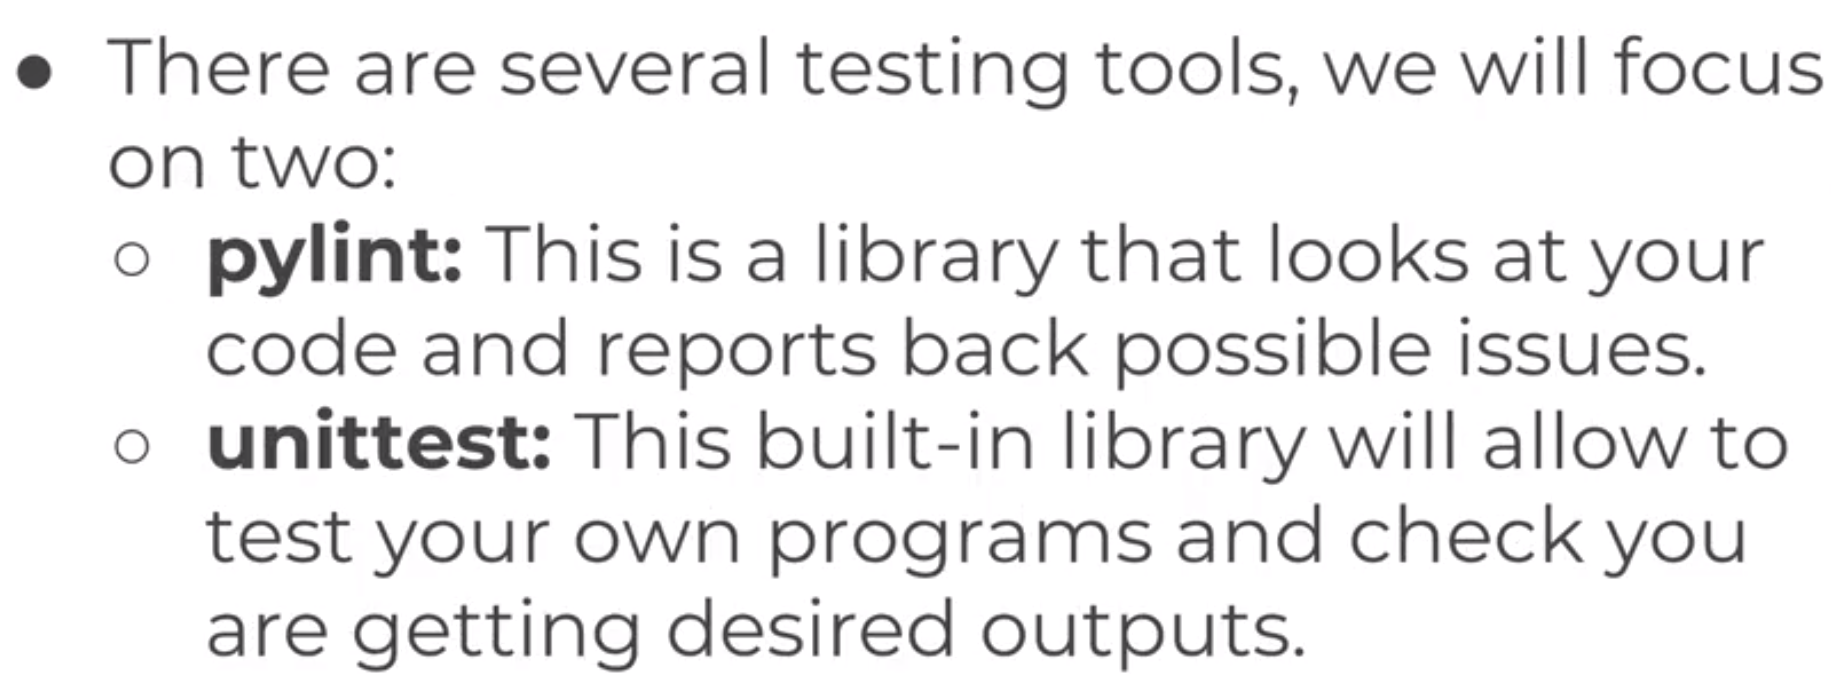 ● There are several testing tools, we will focus
on two:
○ pylint: This is a library that looks at your
code and reports back possible issues.
○ unittest: This built-in library will allow to
test your own programs and check you
are getting desired outputs.